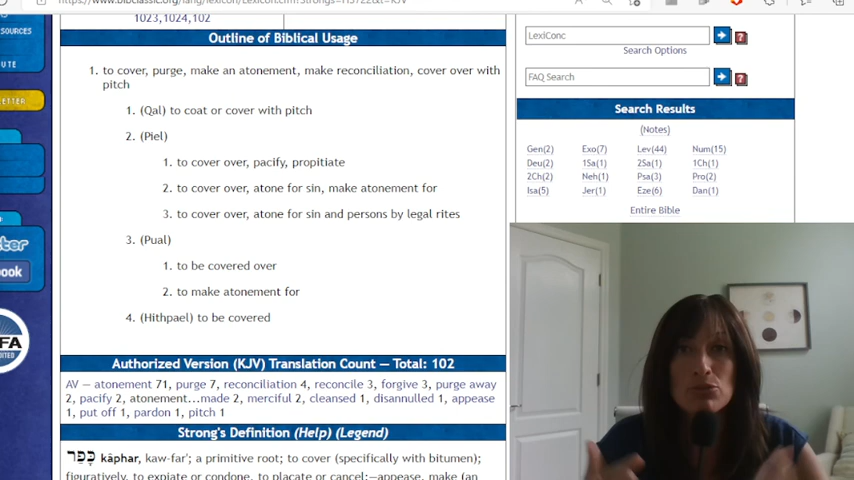 1023,1024,102
Outline of Biblical Usage
1. to cover, purge, make an atonement, make reconciliation, cover over with
pitch
1. (Qal) to coat or cover with pitch
2. (Piel)
1. to cover over, pacify, propitiate
2. to cover over, atone for sin, make atonement for
3. to cover over, atone for sin and persons by legal rites
3. (Pual)
1. to be covered over
2. to make atonement for
4. (Hithpael) to be covered
Authorized Version (KJV) Translation Count — Total: 102
AV — atonement 71, purge 7, reconciliation 4, reconcile 3, forgive 3, purge away
2, pacify 2, atonement...made 2, merciful 2, cleansed 1, disannulled 1, appease
1, put off 1, pardon 1, pitch 1
Strong's Definition (Help) (Legend)
כָּפַר kâphar, kaw-far'; a primitive root; to cover (specifically with bitumen);
figuratively, to expiate or condone, to placate or cancel:—appease, make (an
LexiConc
Search Options
FAQ Search
Search Results
(Notes)
Gen(2) Exo(7) Lev(44) Num(15)
Deu(2) 1Sa(1) 2Sa(1) 1Ch(1)
2Ch(2) Neh(1) Psa(3) Pro(2)
Isa(5) Jer(1) Eze(6) Dan(1)
Entire Bible